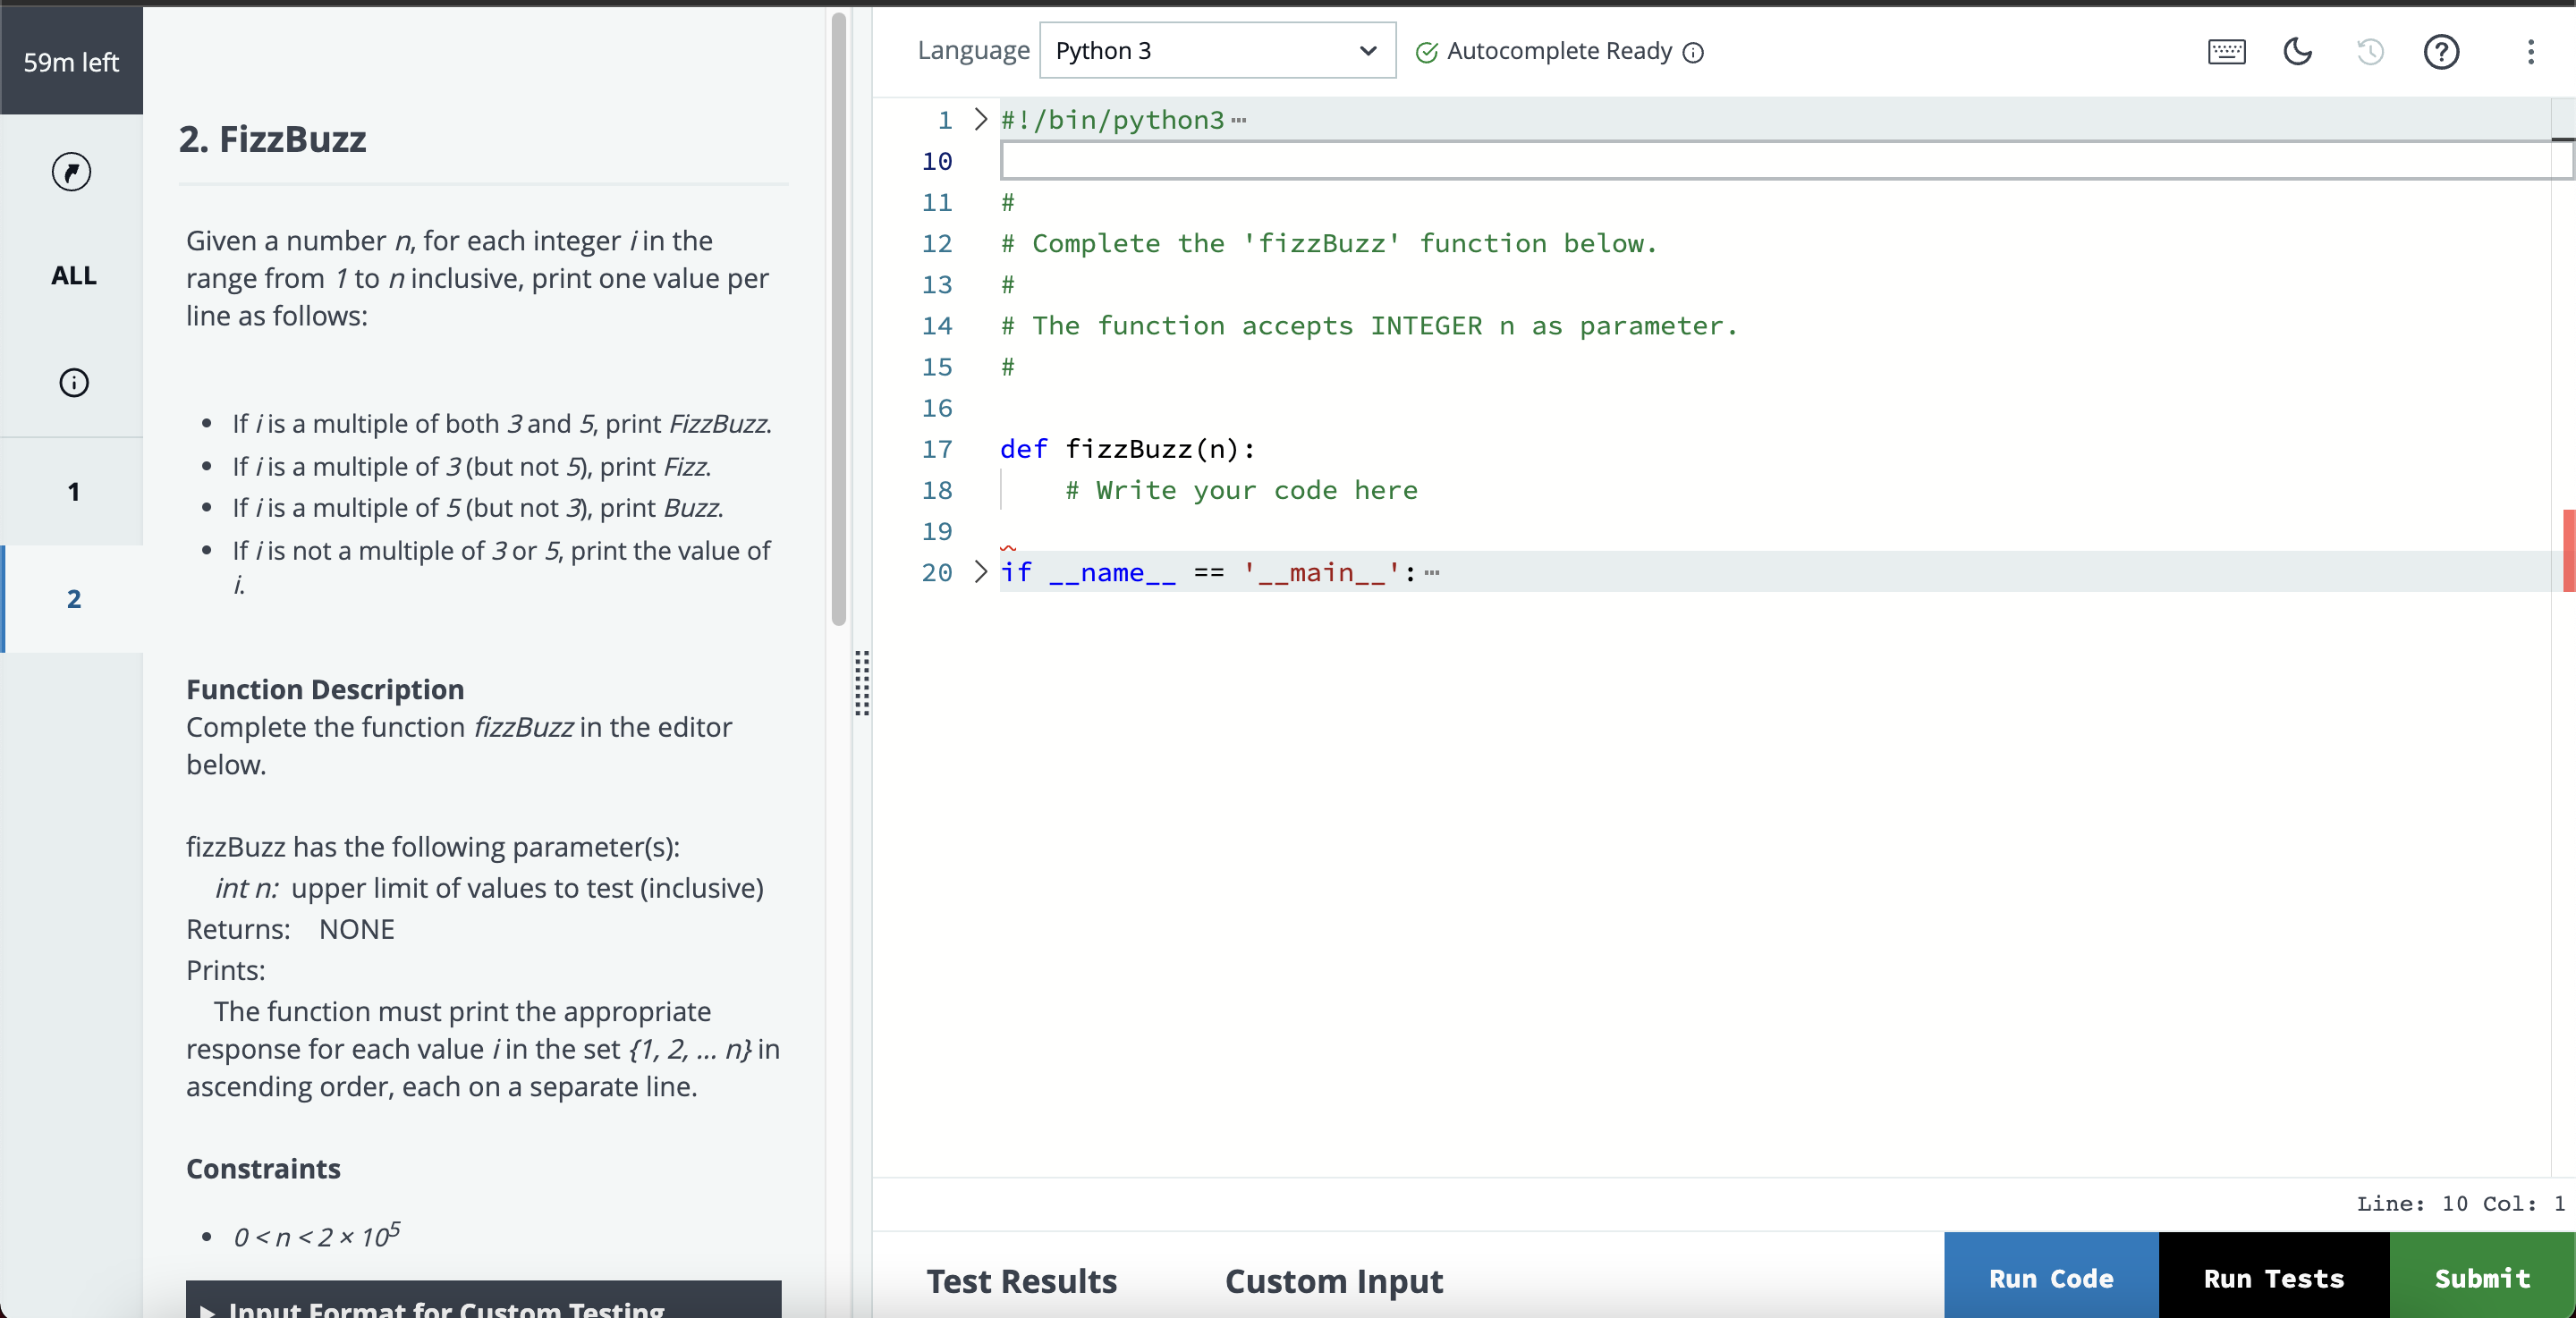 59m left
ALL
1
2
2. FizzBuzz
Given a number n, for each integer i in the
range from 1 to n inclusive, print one value per
line as follows:
• If i is a multiple of both 3 and 5, print FizzBuzz.
• If i is a multiple of 3 (but not 5), print Fizz.
• If i is a multiple of 5 (but not 3), print Buzz.
• If i is not a multiple of 3 or 5, print the value of
i.
Function Description
Complete the function fizzBuzz in the editor
below.
fizzBuzz has the following parameter(s):
int n: upper limit of values to test (inclusive)
Returns: NONE
Prints:
The function must print the appropriate
response for each value i in the set {1, 2, ... n} in
ascending order, each on a separate line.
Constraints
• 0 < n < 2 × 10⁵
Input Format for Custom Testing
Language Python 3 Autocomplete Ready
1 #!/bin/python3
10
11 #
12 # Complete the 'fizzBuzz' function below.
13 #
14 # The function accepts INTEGER n as parameter.
15 #
16
17 def fizzBuzz(n):
18 # Write your code here
19
20 if __name__ == '__main__':
Line: 10 Col: 1
Test Results Custom Input Run Code Run Tests Submit